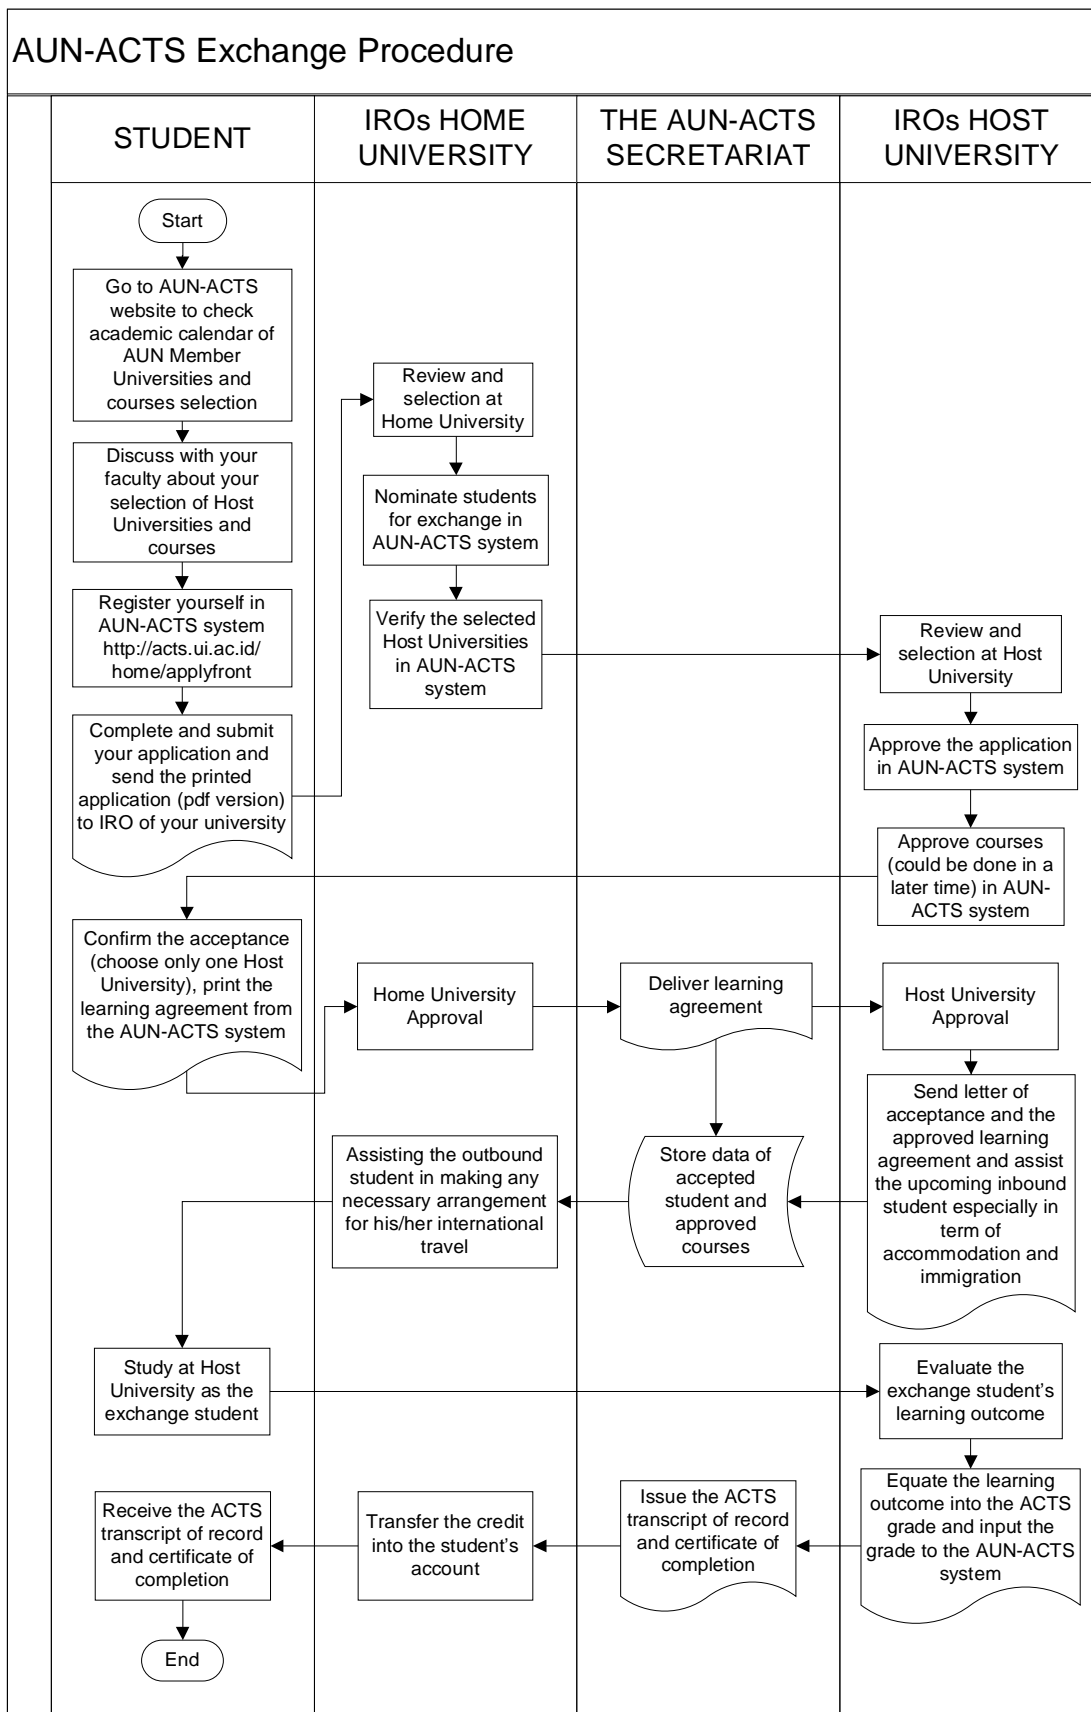 AUN-ACTS Exchange Procedure
STUDENT
IROs HOME
UNIVERSITY
THE AUN-ACTS
SECRETARIAT
IROs HOST
UNIVERSITY
Start
Go to AUN-ACTS
website to check
academic calendar of
AUN Member
Universities and
courses selection
Discuss with your
faculty about your
selection of Host
Universities and
courses
Register yourself in
AUN-ACTS system
http://acts.ui.ac.id/
home/applyfront
Complete and submit
your application and
send the printed
application (pdf version)
to IRO of your university
Review and
selection at
Home University
Nominate students
for exchange in
AUN-ACTS system
Verify the selected
Host Universities
in AUN-ACTS
system
Review and
selection at Host
University
Approve the application
in AUN-ACTS system
Approve courses
(could be done in a
later time) in AUN-
ACTS system
Confirm the acceptance
(choose only one Host
University), print the
learning agreement from
the AUN-ACTS system
Home University
Approval
Deliver learning
agreement
Host University
Approval
Send letter of
acceptance and the
approved learning
agreement and assist
the upcoming inbound
student especially in
term of
accommodation and
immigration
Store data of
accepted
student and
approved
courses
Assisting the outbound
student in making any
necessary arrangement
for his/her international
travel
Study at Host
University as the
exchange student
Evaluate the
exchange student’s
learning outcome
Equate the learning
outcome into the ACTS
grade and input the
grade to the AUN-ACTS
system
Issue the ACTS
transcript of record
and certificate of
completion
Transfer the credit
into the student’s
account
Receive the ACTS
transcript of record
and certificate of
completion
End